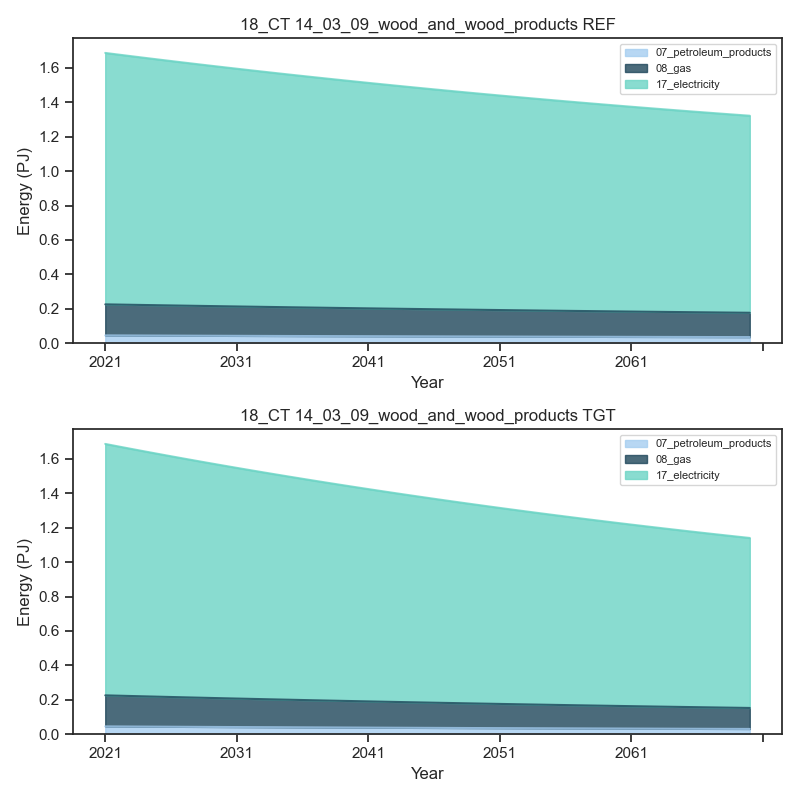 18_CT 14_03_09_wood_and_wood_products REF
07_petroleum_products
08_gas
17_electricity
1.6
1.4
1.2
1.0
0.8
0.6
0.4
0.2
0.0
Energy (PJ)
2021 2031 2041 2051 2061
Year
18_CT 14_03_09_wood_and_wood_products TGT
07_petroleum_products
08_gas
17_electricity
1.6
1.4
1.2
1.0
0.8
0.6
0.4
0.2
0.0
Energy (PJ)
2021 2031 2041 2051 2061
Year